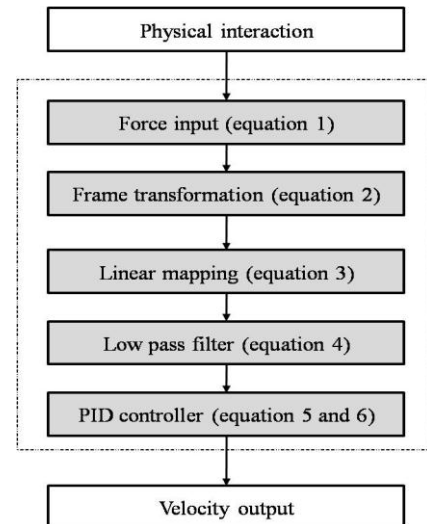 Physical interaction
Force input (equation 1)
Frame transformation (equation 2)
Linear mapping (equation 3)
Low pass filter (equation 4)
PID controller (equation 5 and 6)
Velocity output